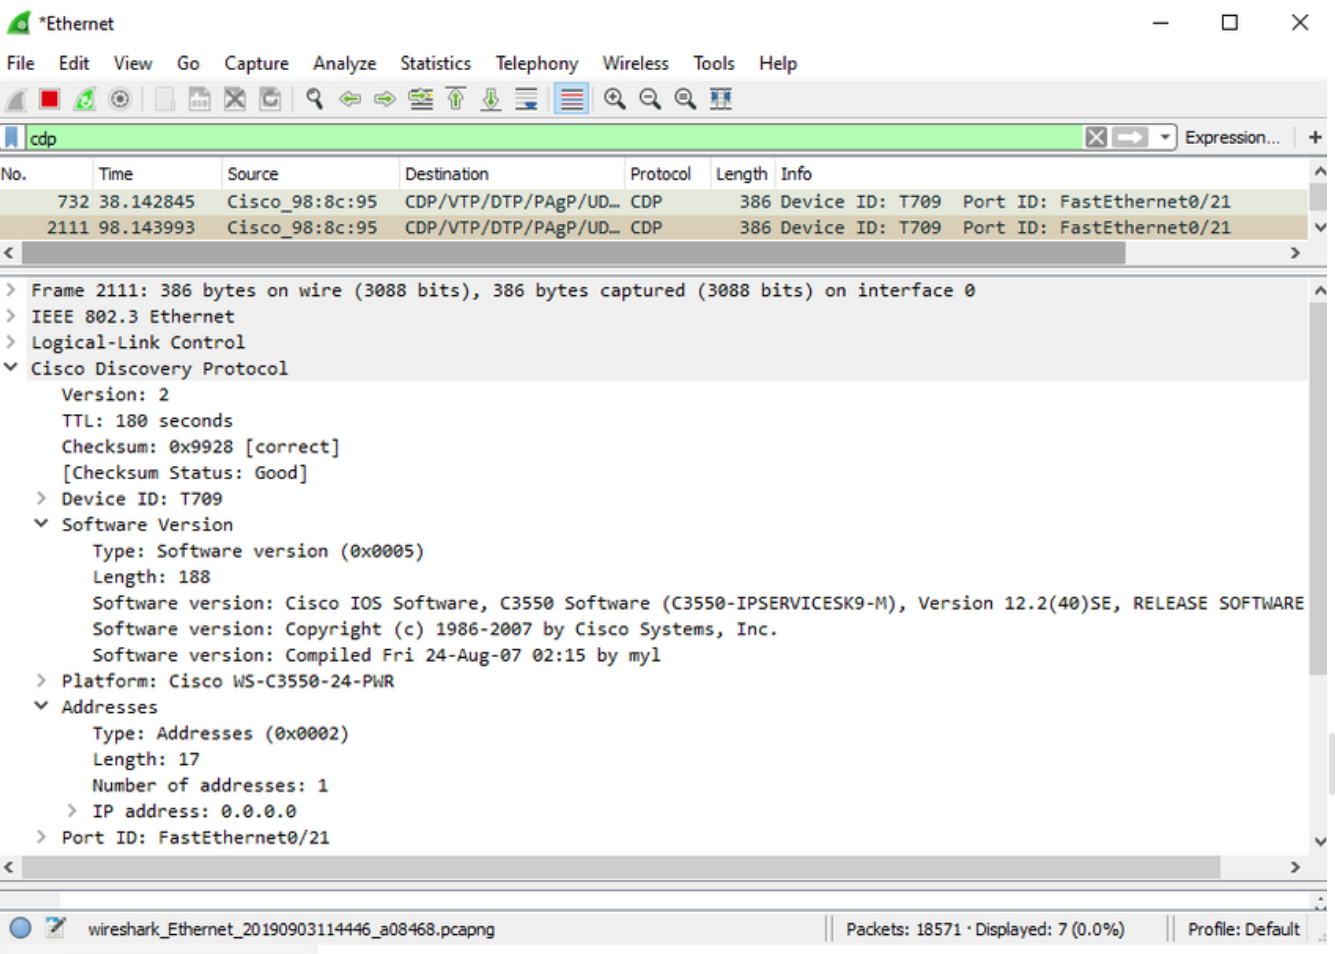 *Ethernet
File Edit View Go Capture Analyze Statistics Telephony Wireless Tools Help
cdp Expression... +
No. Time Source Destination Protocol Length Info
732 38.142845 Cisco_98:8c:95 CDP/VTP/DTP/PAgP/UD… CDP 386 Device ID: T709 Port ID: FastEthernet0/21
2111 98.143993 Cisco_98:8c:95 CDP/VTP/DTP/PAgP/UD… CDP 386 Device ID: T709 Port ID: FastEthernet0/21
Frame 2111: 386 bytes on wire (3088 bits), 386 bytes captured (3088 bits) on interface 0
IEEE 802.3 Ethernet
Logical-Link Control
Cisco Discovery Protocol
Version: 2
TTL: 180 seconds
Checksum: 0x9928 [correct]
[Checksum Status: Good]
Device ID: T709
Software Version
Type: Software version (0x0005)
Length: 188
Software version: Cisco IOS Software, C3550 Software (C3550-IPSERVICESK9-M), Version 12.2(40)SE, RELEASE SOFTWARE
Software version: Copyright (c) 1986-2007 by Cisco Systems, Inc.
Software version: Compiled Fri 24-Aug-07 02:15 by myl
Platform: Cisco WS-C3550-24-PWR
Addresses
Type: Addresses (0x0002)
Length: 17
Number of addresses: 1
IP address: 0.0.0.0
Port ID: FastEthernet0/21
wireshark_Ethernet_20190903114446_a08468.pcapng Packets: 18571 · Displayed: 7 (0.0%) Profile: Default